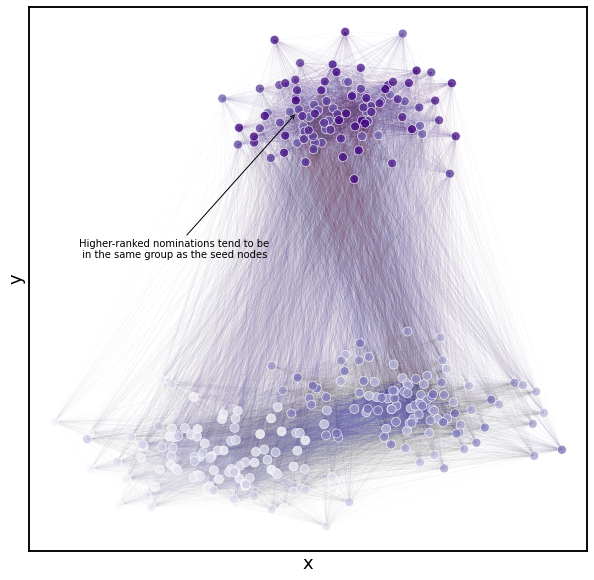 Higher-ranked nominations tend to be
in the same group as the seed nodes
y
x